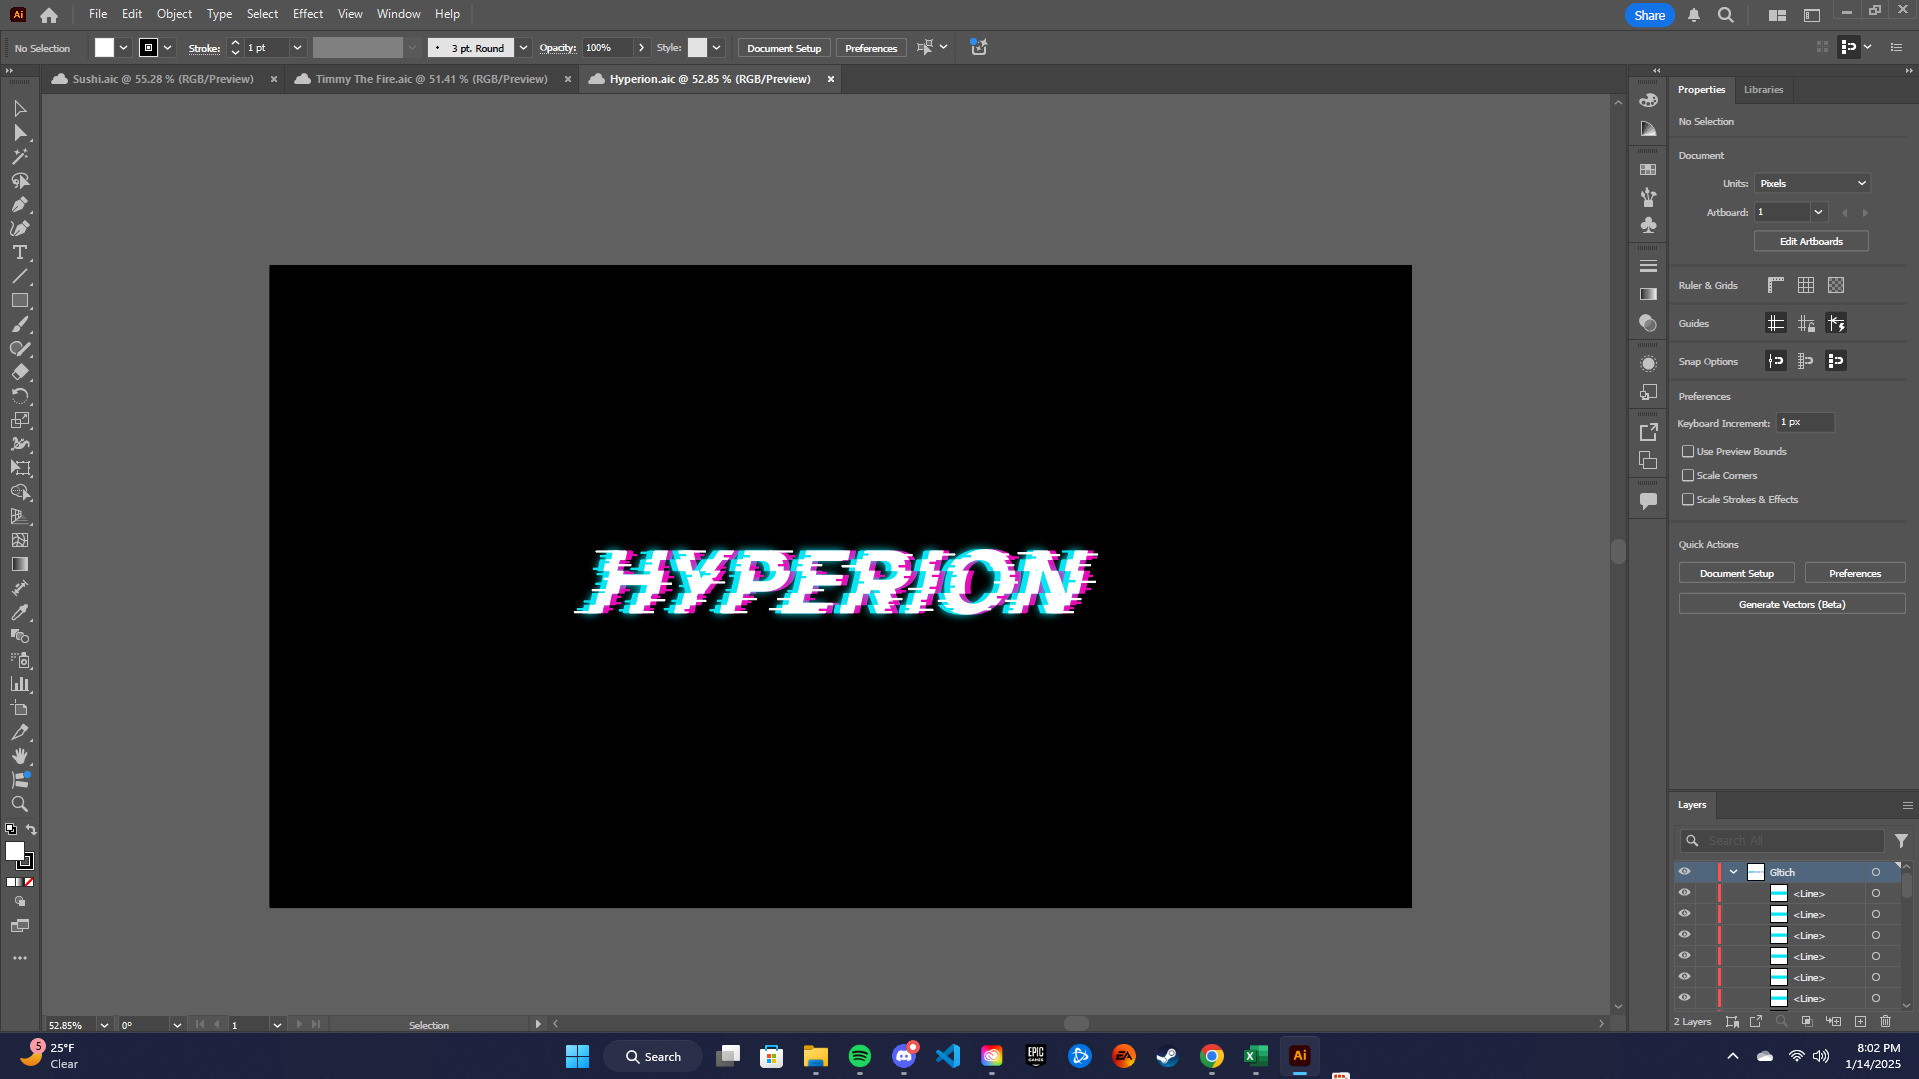 Ai File Edit Object Type Select Effect View Window Help Share
No Selection Stroke: 1 pt 3 pt. Round Opacity: 100% Style: Document Setup Preferences
Sushi.aic @ 55.28 % (RGB/Preview) Timmy The Fire.aic @ 51.41 % (RGB/Preview) Hyperion.aic @ 52.85 % (RGB/Preview)
HYPERION
Properties Libraries
No Selection
Document
Units: Pixels
Artboard: 1
Edit Artboards
Ruler & Grids
Guides
Snap Options
Preferences
Keyboard Increment: 1 px
Use Preview Bounds
Scale Corners
Scale Strokes & Effects
Quick Actions
Document Setup Preferences
Generate Vectors (Beta)
Layers
Search All
Gltich
<Line>
<Line>
<Line>
<Line>
<Line>
<Line>
2 Layers
52.85% 0° 1 Selection
5 25°F
Clear
Search
EPIC
GAMES
EA
Ai
8:02 PM
1/14/2025